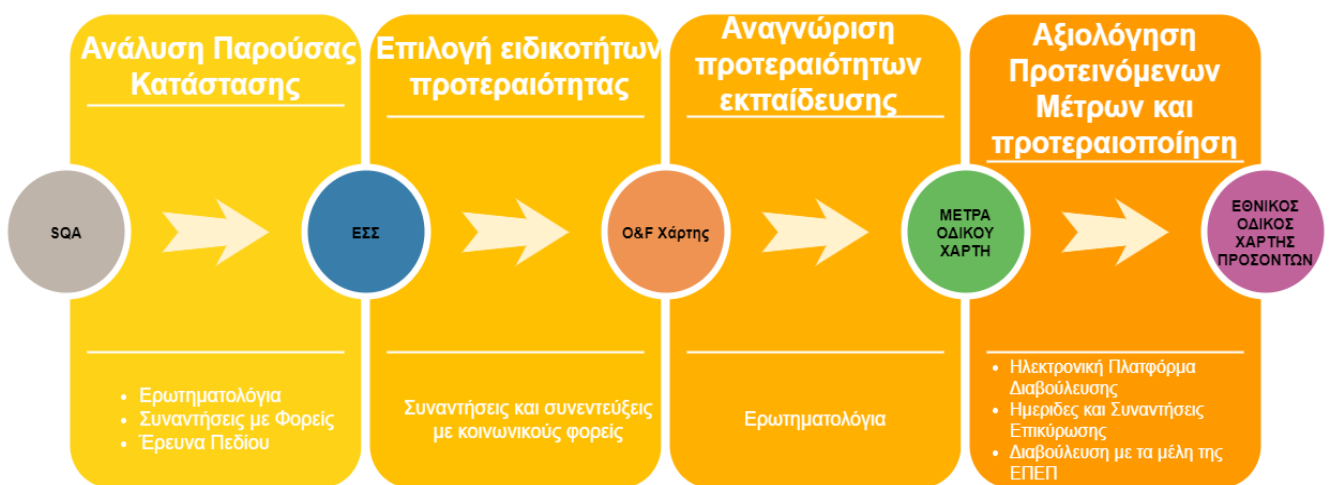 Ανάλυση Παρούσας
Κατάστασης
Επιλογή ειδικοτήτων
προτεραιότητας
Αναγνώριση
προτεραιότητων
εκπαίδευσης
Αξιολόγηση
Προτεινόμενων
Μέτρων και
προτεραιοποίηση
SQA
ΕΣΣ
O&F Χάρτης
ΜΕΤΡΑ
ΟΔΙΚΟΥ
ΧΑΡΤΗ
ΕΘΝΙΚΟΣ
ΟΔΙΚΟΣ
ΧΑΡΤΗΣ
ΠΡΟΣΟΝΤΩΝ
• Ερωτηματολόγια
• Συναντήσεις με Φορείς
• Έρευνα Πεδίου
Συναντήσεις και συνεντεύξεις
με κοινωνικούς φορείς
Ερωτηματολόγια
• Ηλεκτρονική Πλατφόρμα
Διαβούλευσης
• Ημεριδες και Συναντήσεις
Επικύρωσης
• Διαβούλευση με τα μέλη της
ΕΠΕΠ